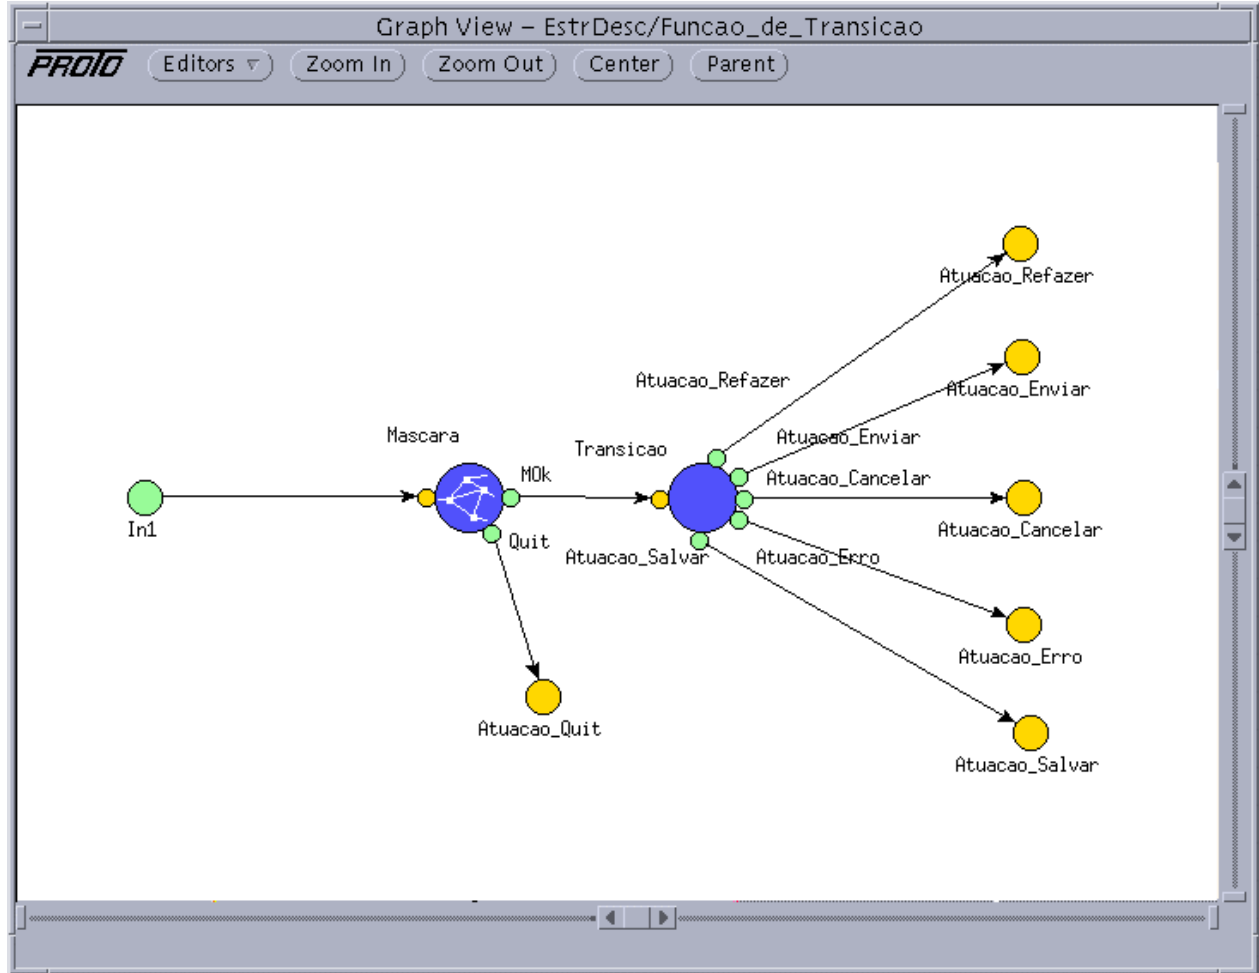 Graph View – EstrDesc/Funcao_de_Transicao
PROTO Editors Zoom In Zoom Out Center Parent
Atuacao_Refazer
Atuacao_Refazer
Atuacao_Enviar
Atuacao_Enviar
Mascara
Transicao
MOk
Atuacao_Cancelar
In1
Quit
Atuacao_Cancelar
Atuacao_Salvar
Atuacao_Erro
Atuacao_Erro
Atuacao_Quit
Atuacao_Salvar